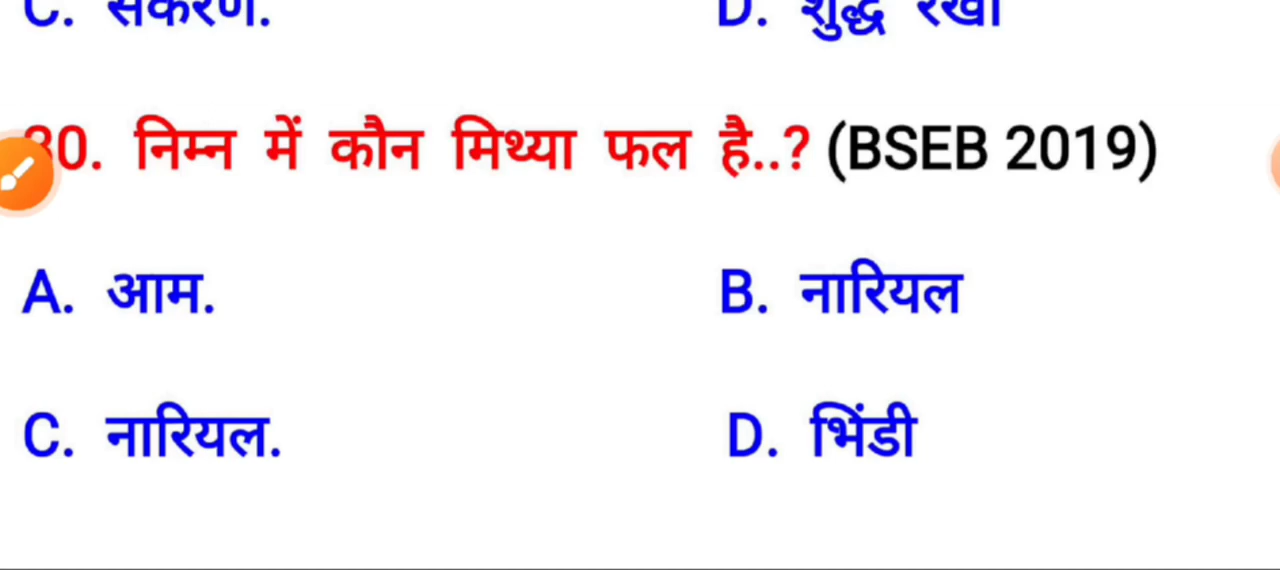 C. संकरण. D. शुद्ध रेखा
30. निम्न में कौन मिथ्या फल है..? (BSEB 2019)
A. आम. B. नारियल
C. नारियल. D. भिंडी